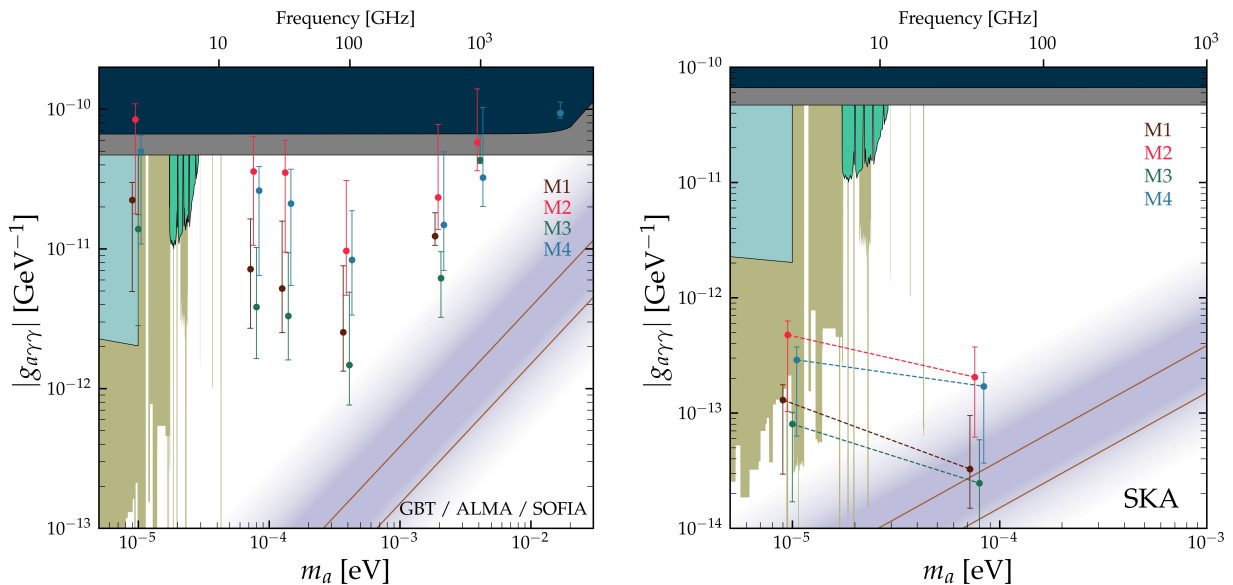 Frequency [GHz]
10 100 10³
10⁻¹⁰
10⁻¹¹
10⁻¹²
10⁻¹³
|g_{aγγ}| [GeV⁻¹]
M1
M2
M3
M4
GBT / ALMA / SOFIA
10⁻⁵ 10⁻⁴ 10⁻³ 10⁻²
m_a [eV]
Frequency [GHz]
10 100 1000
10⁻¹⁰
10⁻¹¹
10⁻¹²
10⁻¹³
10⁻¹⁴
|g_{aγγ}| [GeV⁻¹]
M1
M2
M3
M4
SKA
10⁻⁵ 10⁻⁴ 10⁻³
m_a [eV]